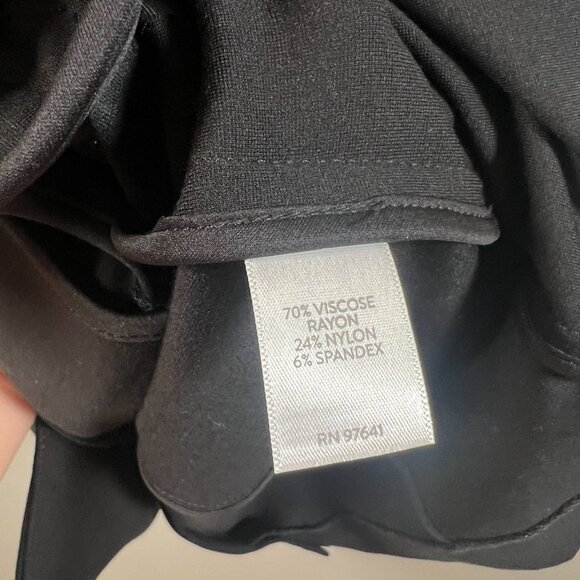 70% VISCOSE
RAYON
24% NYLON
6% SPANDEX
RN 97641